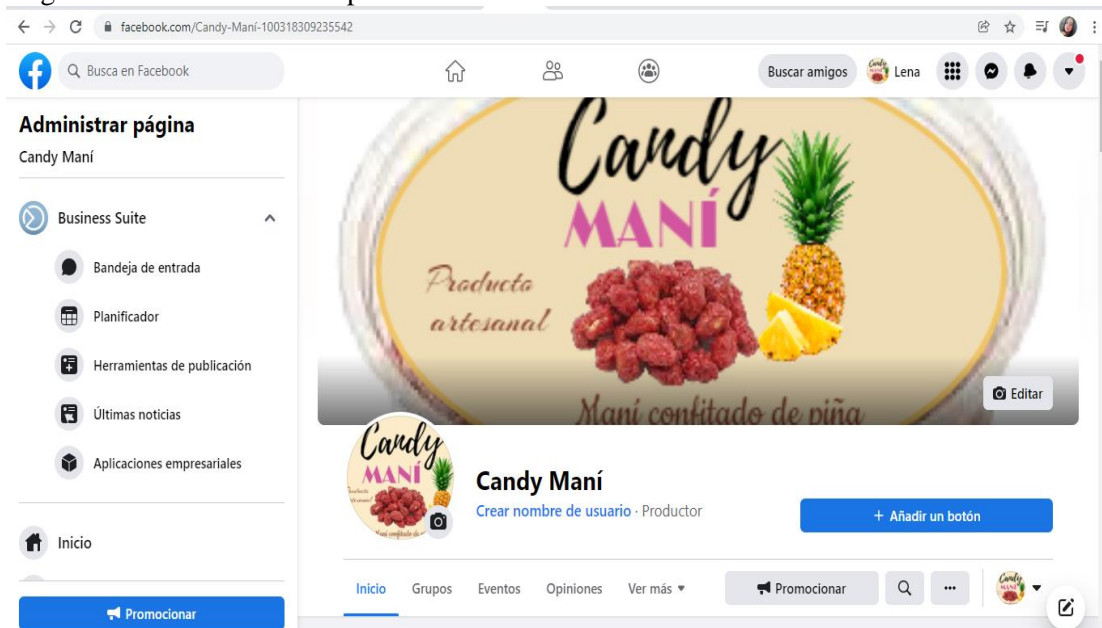 facebook.com/Candy-Maní-100318309235542
Busca en Facebook
Buscar amigos
Lena
Administrar página
Candy Maní
Business Suite
Bandeja de entrada
Planificador
Herramientas de publicación
Últimas noticias
Aplicaciones empresariales
Inicio
Promocionar
Candy
MANÍ
Producto
artesanal
Maní confitado de piña
Editar
Candy
MANÍ
Candy Maní
Crear nombre de usuario · Productor
+ Añadir un botón
Inicio
Grupos
Eventos
Opiniones
Ver más
Promocionar